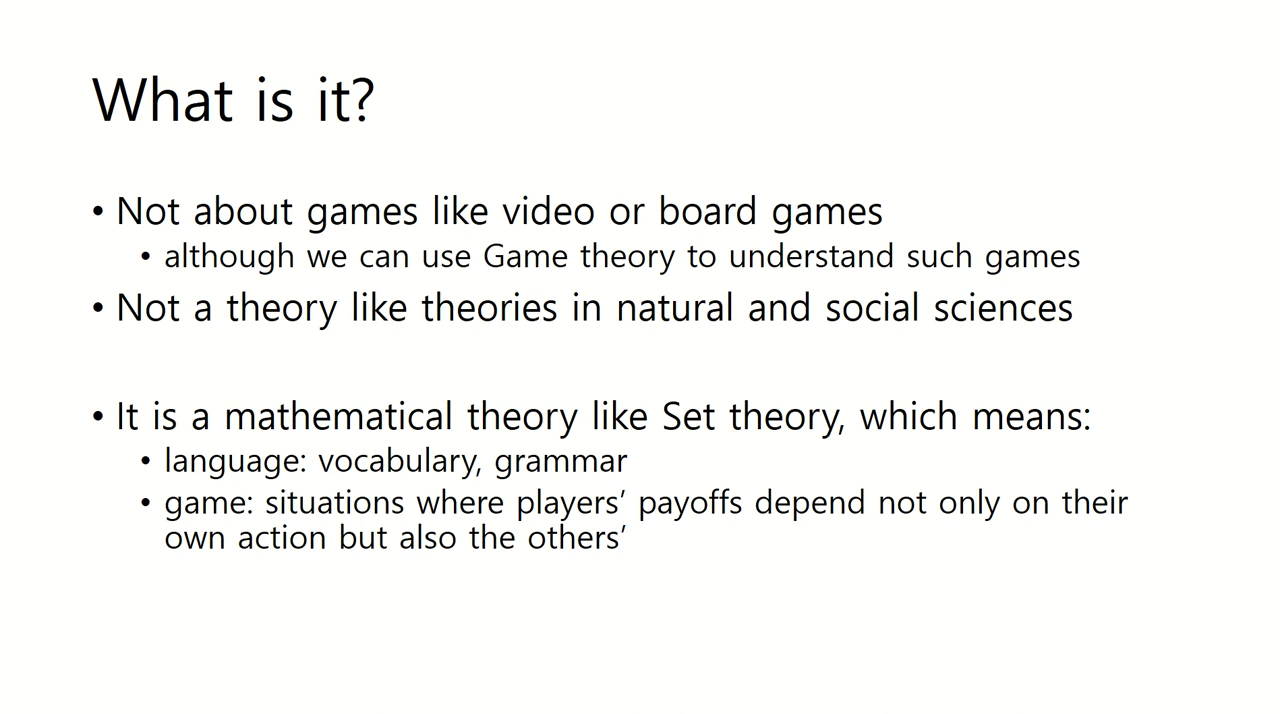 What is it?
• Not about games like video or board games
• although we can use Game theory to understand such games
• Not a theory like theories in natural and social sciences
• It is a mathematical theory like Set theory, which means:
• language: vocabulary, grammar
• game: situations where players’ payoffs depend not only on their
own action but also the others’